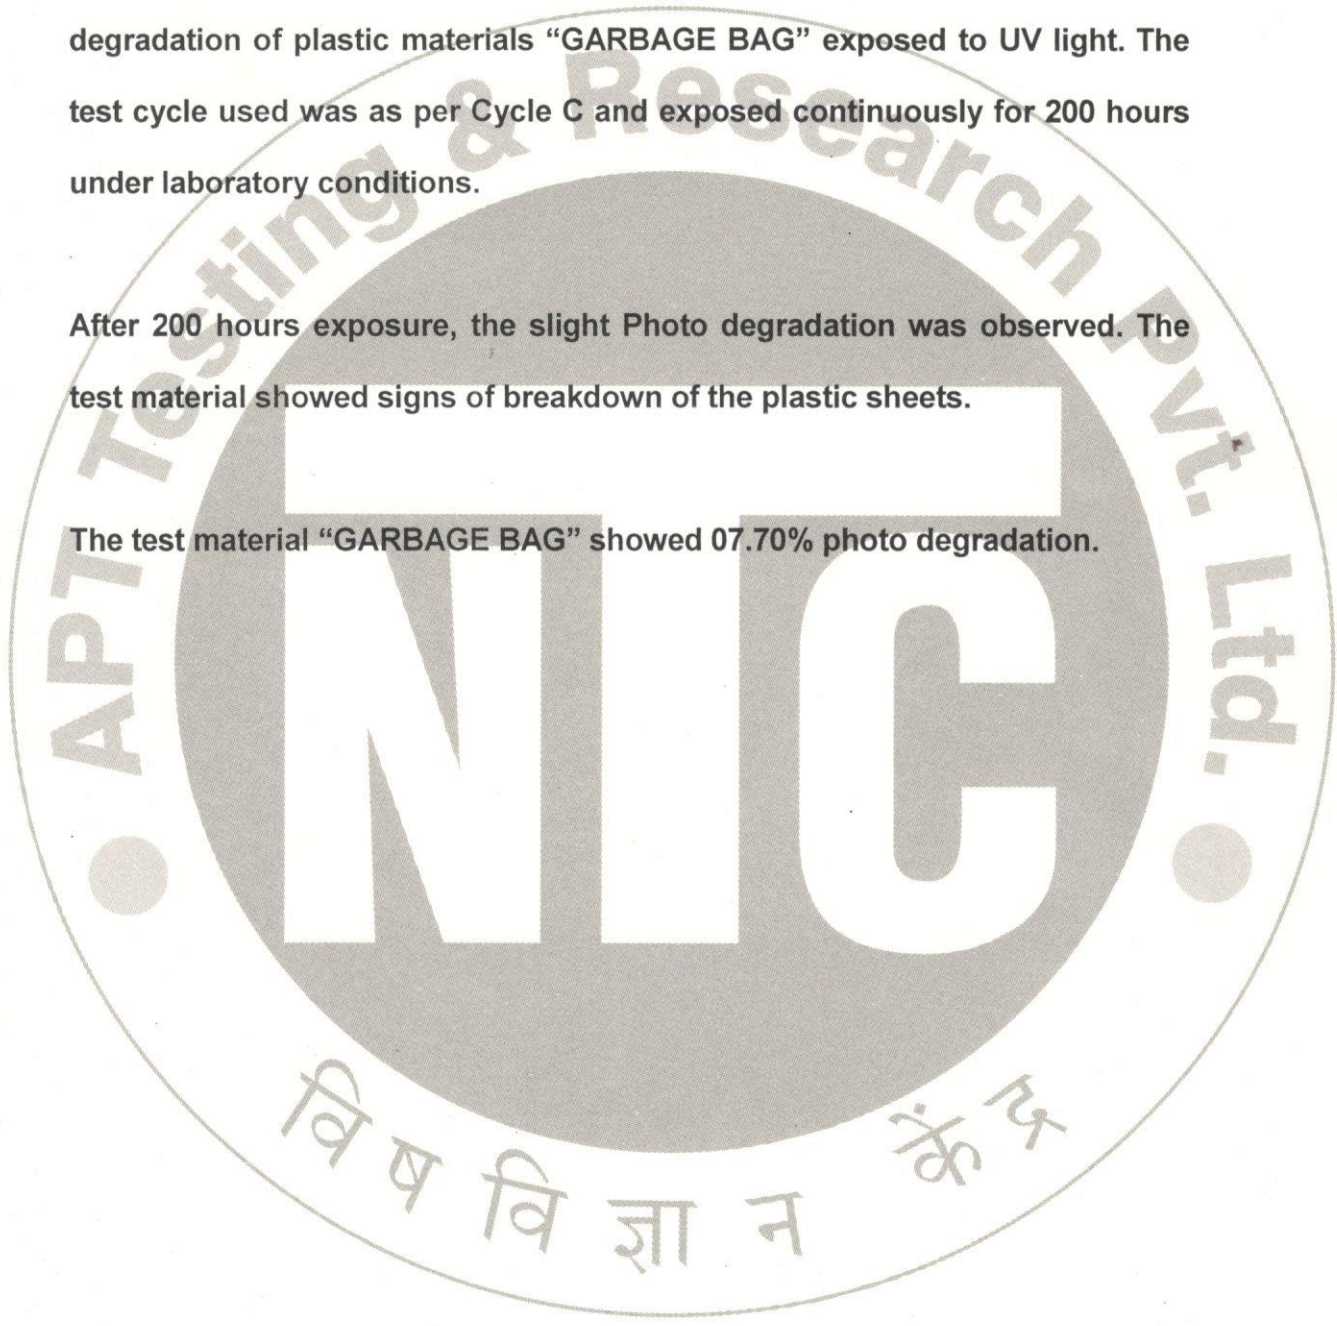 degradation of plastic materials “GARBAGE BAG” exposed to UV light. The
test cycle used was as per Cycle C and exposed continuously for 200 hours
under laboratory conditions.
After 200 hours exposure, the slight Photo degradation was observed. The
test material showed signs of breakdown of the plastic sheets.
The test material “GARBAGE BAG” showed 07.70% photo degradation.
APT Testing & Research Pvt. Ltd.
NTC
विष विज्ञान केंद्र